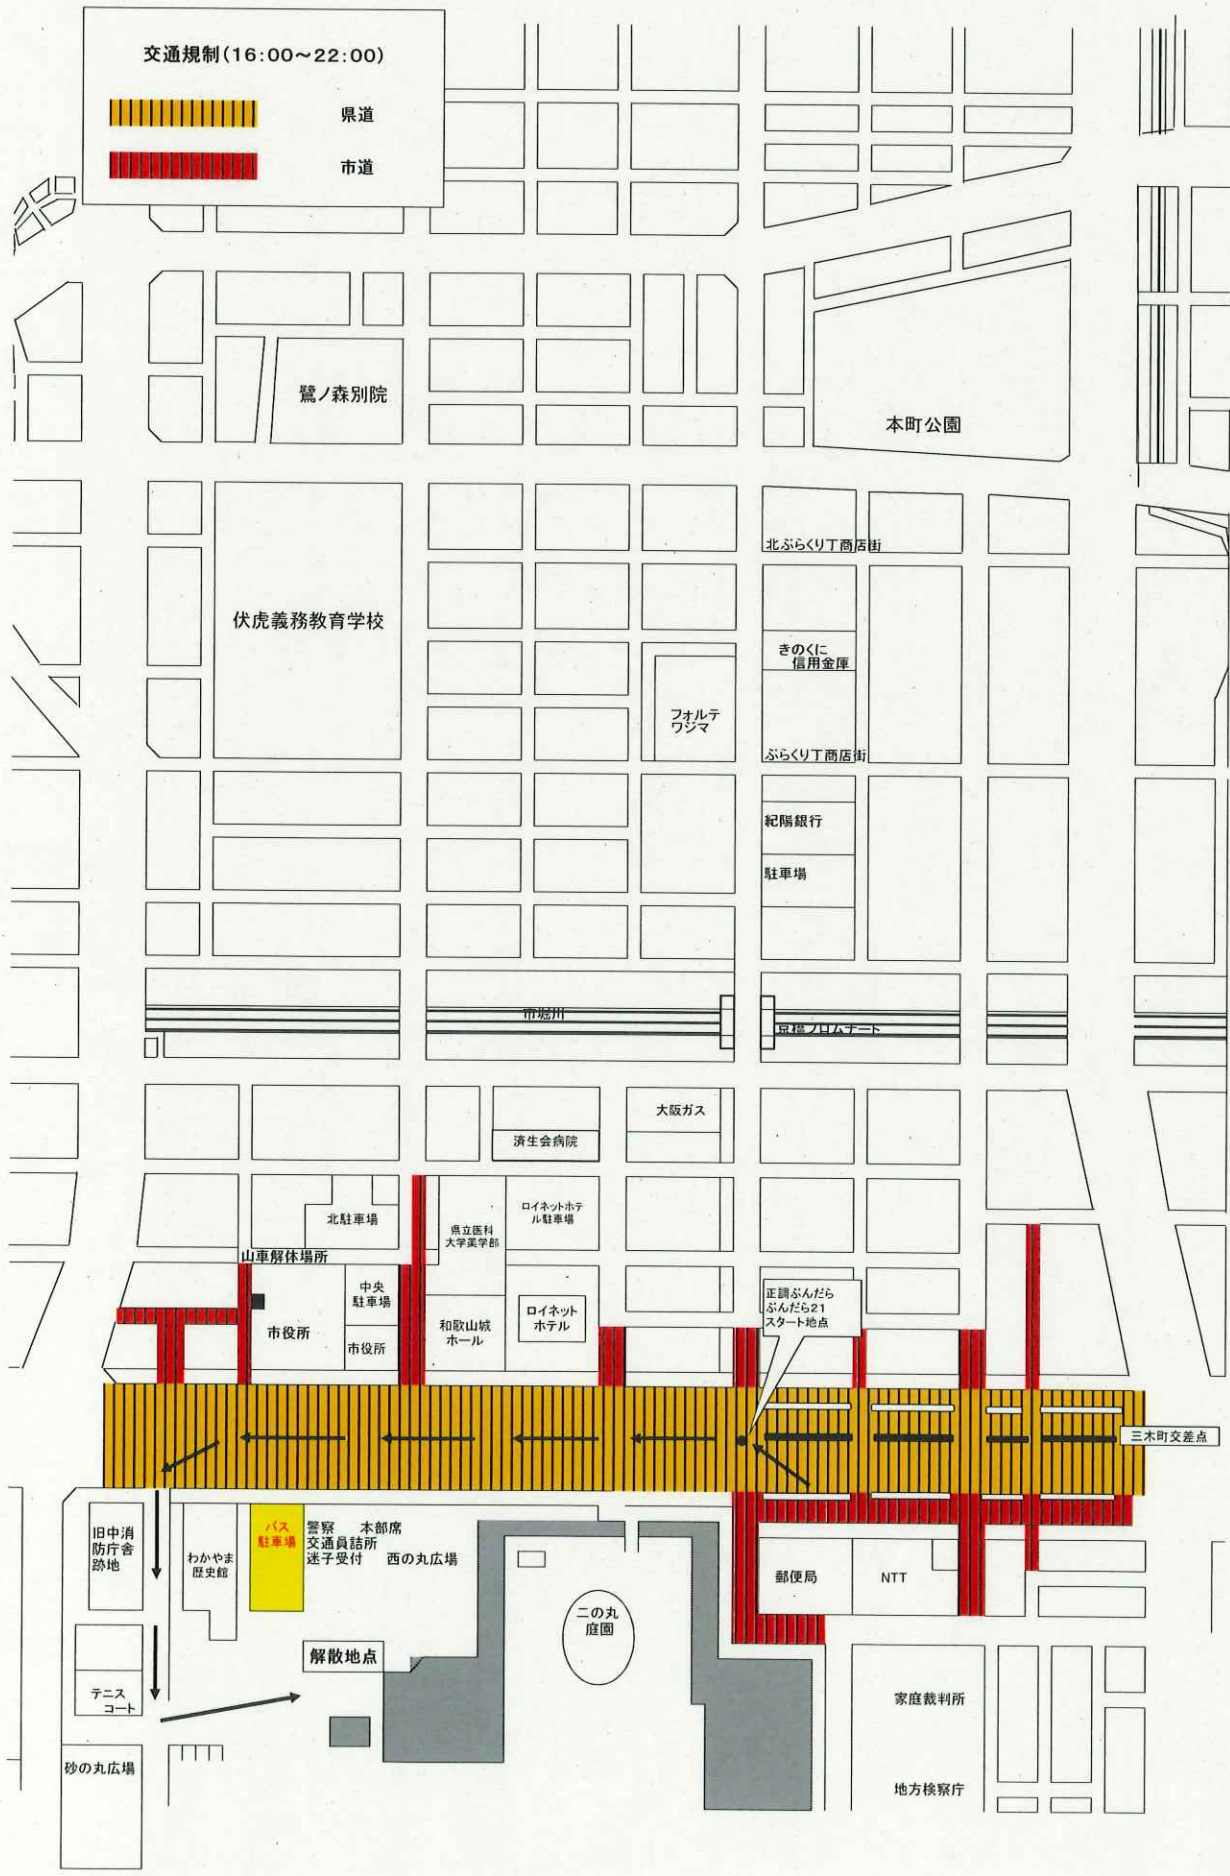 交通規制(16:00～22:00)
県道
市道
鷺ノ森別院
本町公園
北ぶらくり丁商店街
伏虎義務教育学校
きのくに
信用金庫
フォルテ
ワジマ
ぶらくり丁商店街
紀陽銀行
駐車場
市堀川
京橋プロムナード
大阪ガス
済生会病院
北駐車場
県立医科
大学薬学部
ロイネットホテ
ル駐車場
山車解体場所
中央
駐車場
市役所
市役所
和歌山城
ホール
ロイネット
ホテル
正調ぶんだら
ぶんだら21
スタート地点
三木町交差点
旧中消
防庁舎
跡地
わかやま
歴史館
バス
駐車場
警察 本部席
交通員詰所
迷子受付 西の丸広場
郵便局
NTT
二の丸
庭園
解散地点
テニス
コート
家庭裁判所
砂の丸広場
地方検察庁